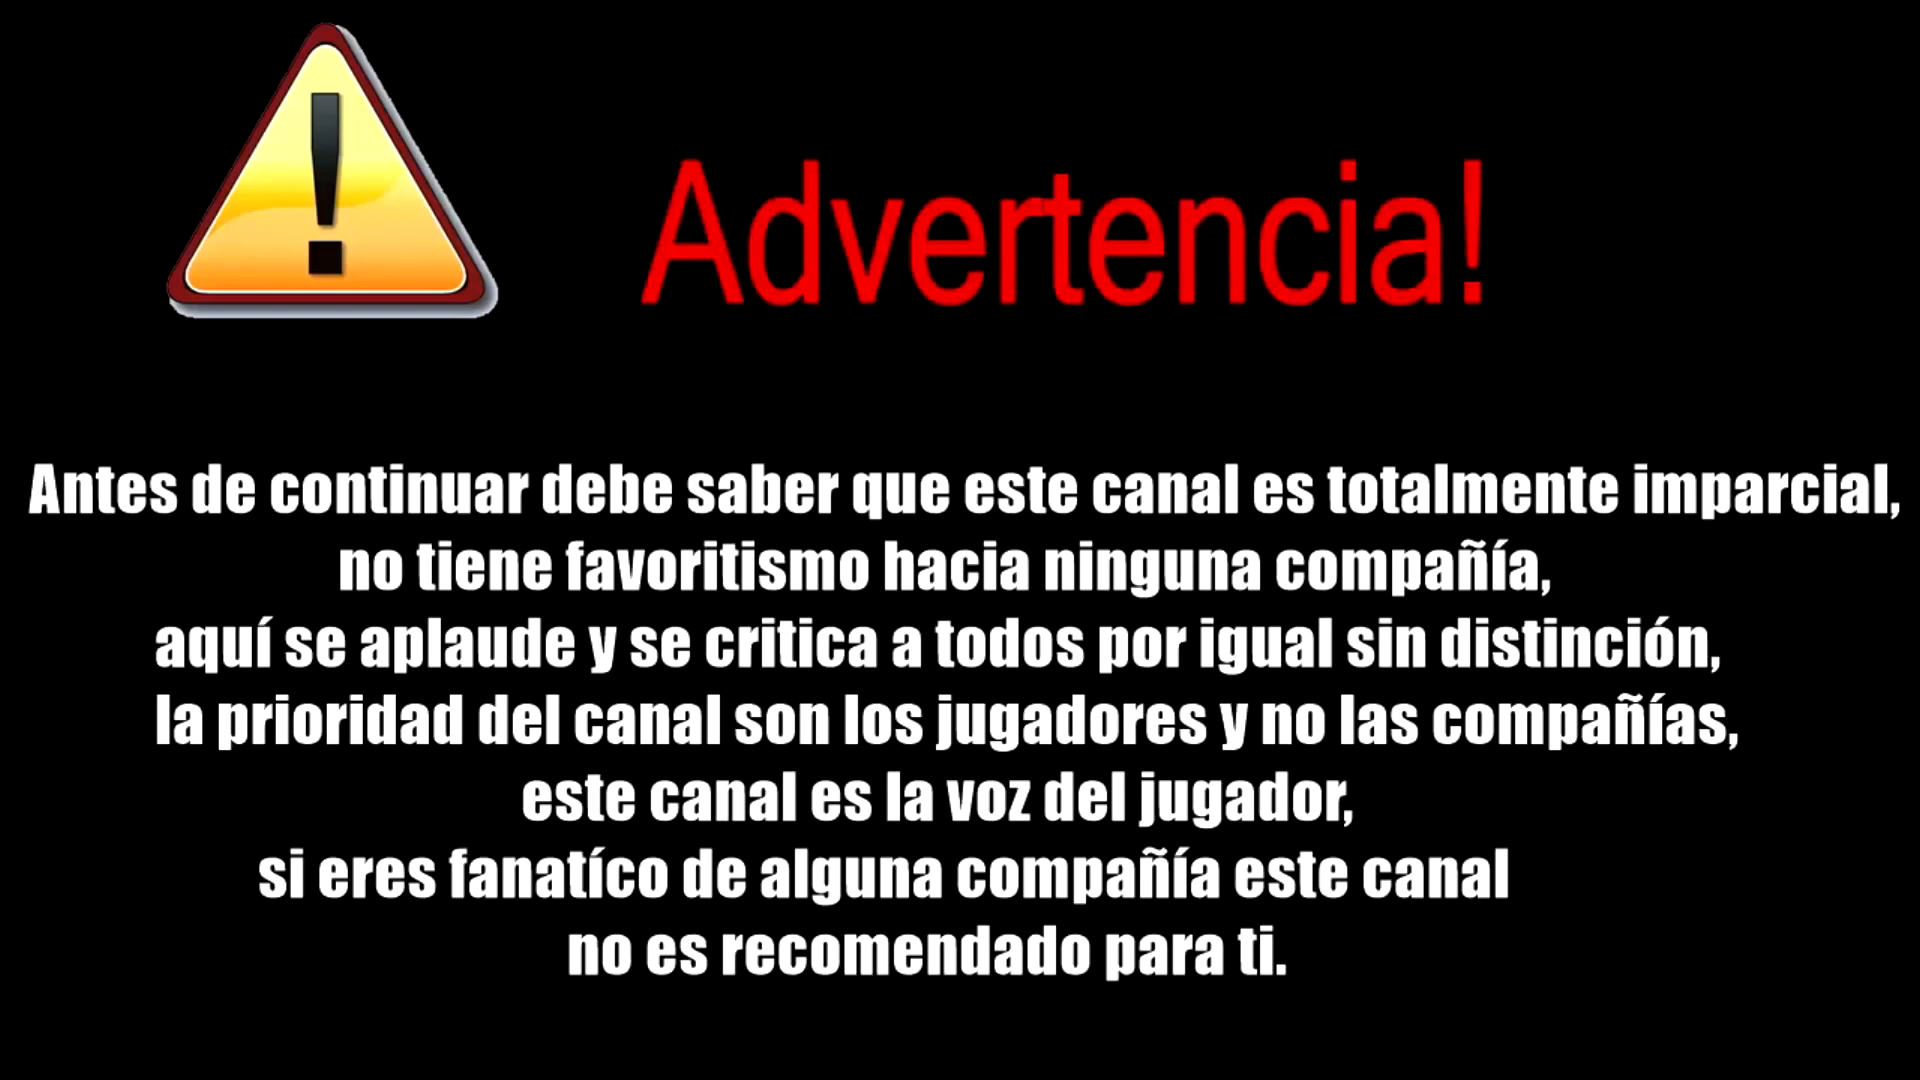 Advertencia!
Antes de continuar debe saber que este canal es totalmente imparcial,
no tiene favoritismo hacia ninguna compañía,
aquí se aplaude y se critica a todos por igual sin distinción,
la prioridad del canal son los jugadores y no las compañías,
este canal es la voz del jugador,
si eres fanatíco de alguna compañía este canal
no es recomendado para ti.